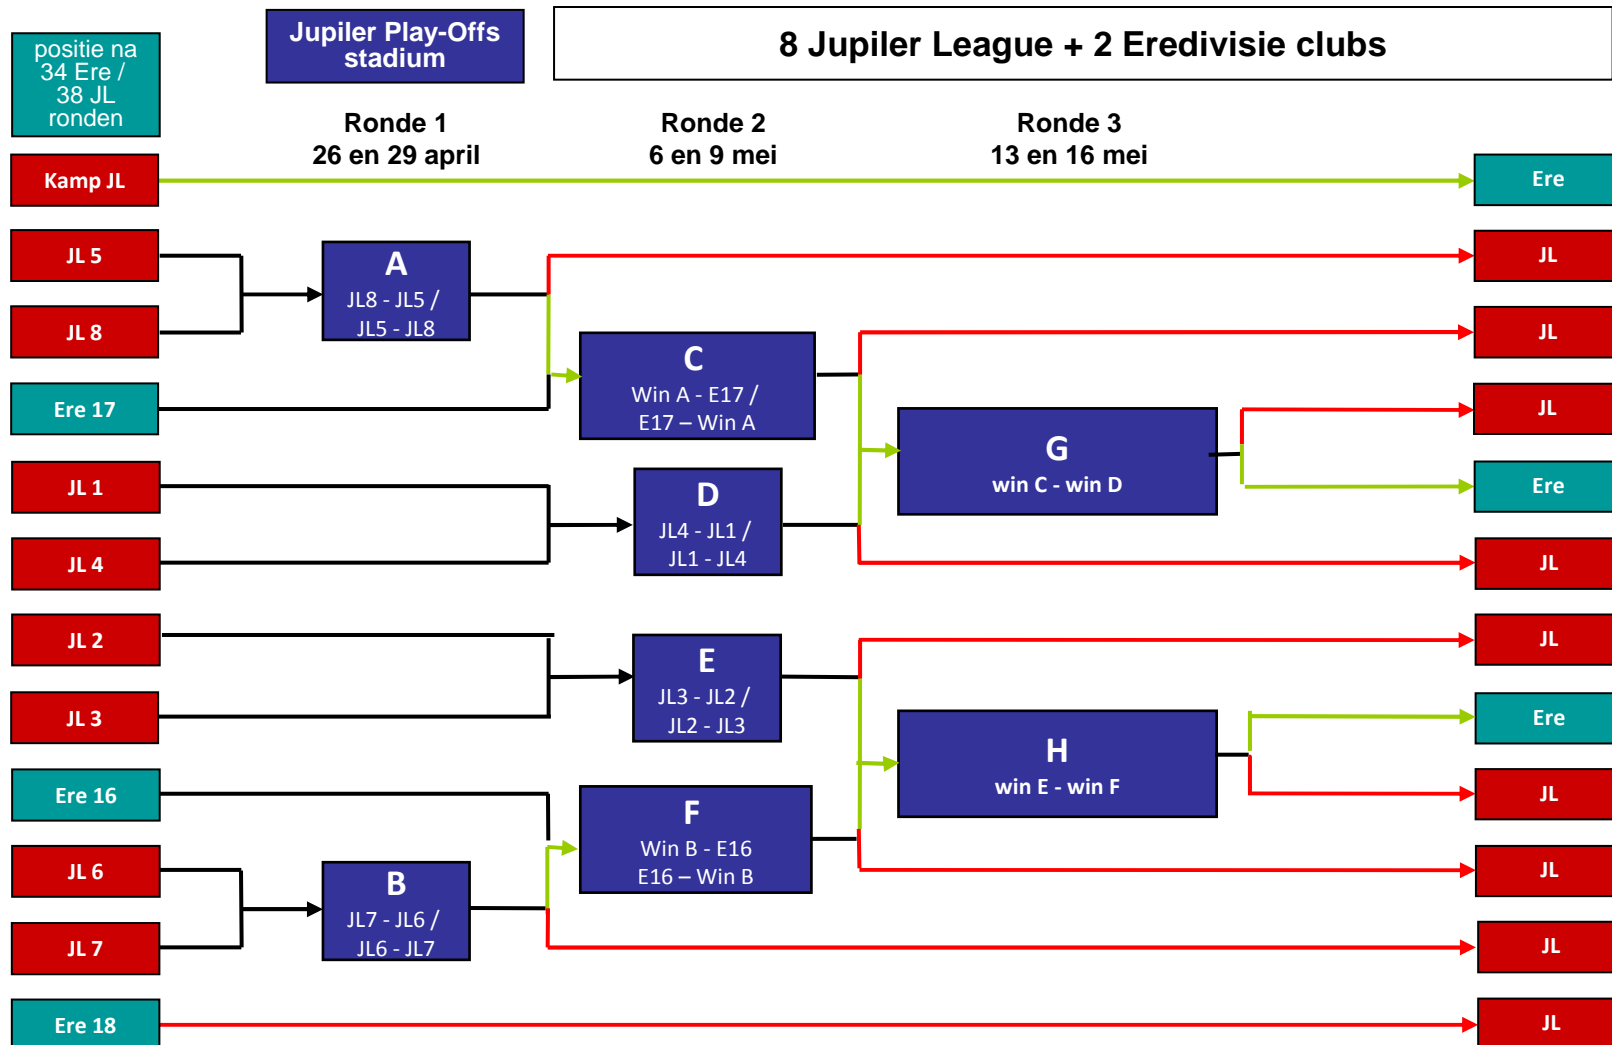 positie na
34 Ere /
38 JL
ronden
Jupiler Play-Offs
stadium
8 Jupiler League + 2 Eredivisie clubs
Ronde 1
26 en 29 april
Ronde 2
6 en 9 mei
Ronde 3
13 en 16 mei
Kamp JL
Ere
JL 5
A
JL8 - JL5 /
JL5 - JL8
JL
JL 8
C
Win A - E17 /
E17 – Win A
JL
Ere 17
JL
G
win C - win D
JL 1
D
JL4 - JL1 /
JL1 - JL4
Ere
JL 4
JL
JL 2
E
JL3 - JL2 /
JL2 - JL3
JL
JL 3
Ere
H
win E - win F
Ere 16
F
Win B - E16
E16 – Win B
JL
JL 6
B
JL7 - JL6 /
JL6 - JL7
JL
JL 7
JL
Ere 18
JL